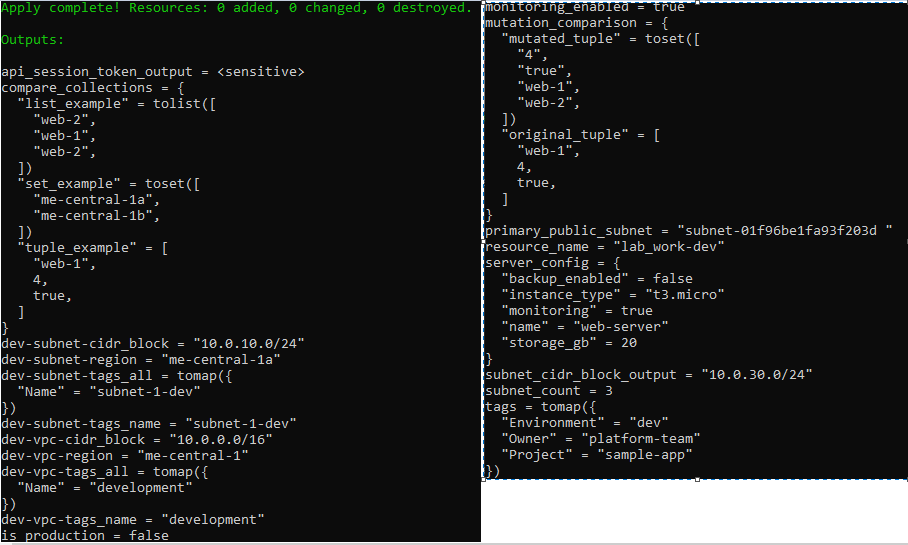 Apply complete! Resources: 0 added, 0 changed, 0 destroyed.
Outputs:
api_session_token_output = <sensitive>
compare_collections = {
  "list_example" = tolist([
    "web-2",
    "web-1",
    "web-2",
  ])
  "set_example" = toset([
    "me-central-1a",
    "me-central-1b",
  ])
  "tuple_example" = [
    "web-1",
    4,
    true,
  ]
}
dev-subnet-cidr_block = "10.0.10.0/24"
dev-subnet-region = "me-central-1a"
dev-subnet-tags_all = tomap({
  "Name" = "subnet-1-dev"
})
dev-subnet-tags_name = "subnet-1-dev"
dev-vpc-cidr_block = "10.0.0.0/16"
dev-vpc-region = "me-central-1"
dev-vpc-tags_all = tomap({
  "Name" = "development"
})
dev-vpc-tags_name = "development"
is_production = false
monitoring_enabled = true
mutation_comparison = {
  "mutated_tuple" = toset([
    "4",
    "true",
    "web-1",
    "web-2",
  ])
  "original_tuple" = [
    "web-1",
    4,
    true,
  ]
}
primary_public_subnet = "subnet-01f96be1fa93f203d "
resource_name = "lab_work-dev"
server_config = {
  "backup_enabled" = false
  "instance_type" = "t3.micro"
  "monitoring" = true
  "name" = "web-server"
  "storage_gb" = 20
}
subnet_cidr_block_output = "10.0.30.0/24"
subnet_count = 3
tags = tomap({
  "Environment" = "dev"
  "Owner" = "platform-team"
  "Project" = "sample-app"
})